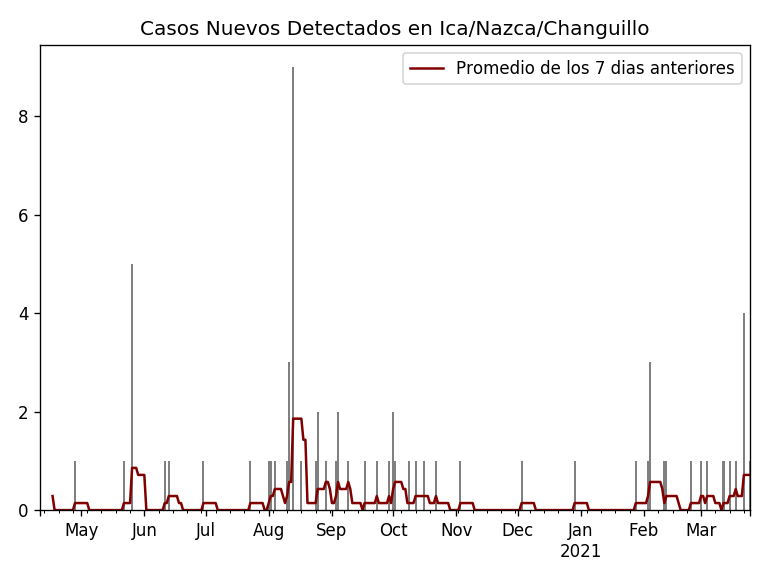 Casos Nuevos Detectados en Ica/Nazca/Changuillo
Promedio de los 7 dias anteriores
8
6
4
2
0
May Jun Jul Aug Sep Oct Nov Dec Jan Feb Mar
2021